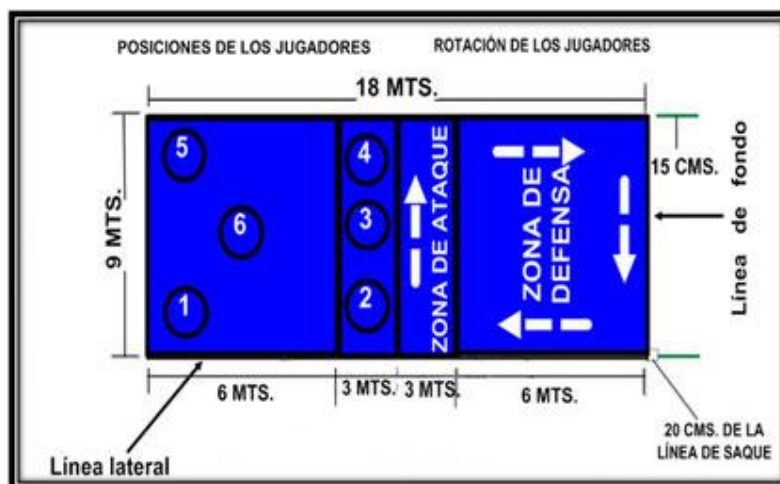 POSICIONES DE LOS JUGADORES
ROTACIÓN DE LOS JUGADORES
18 MTS.
9 MTS.
5
6
1
4
3
2
ZONA DE ATAQUE
ZONA DE
DEFENSA
15 CMS.
Línea de fondo
6 MTS.
3 MTS.
3 MTS.
6 MTS.
20 CMS. DE LA
LÍNEA DE SAQUE
Línea lateral